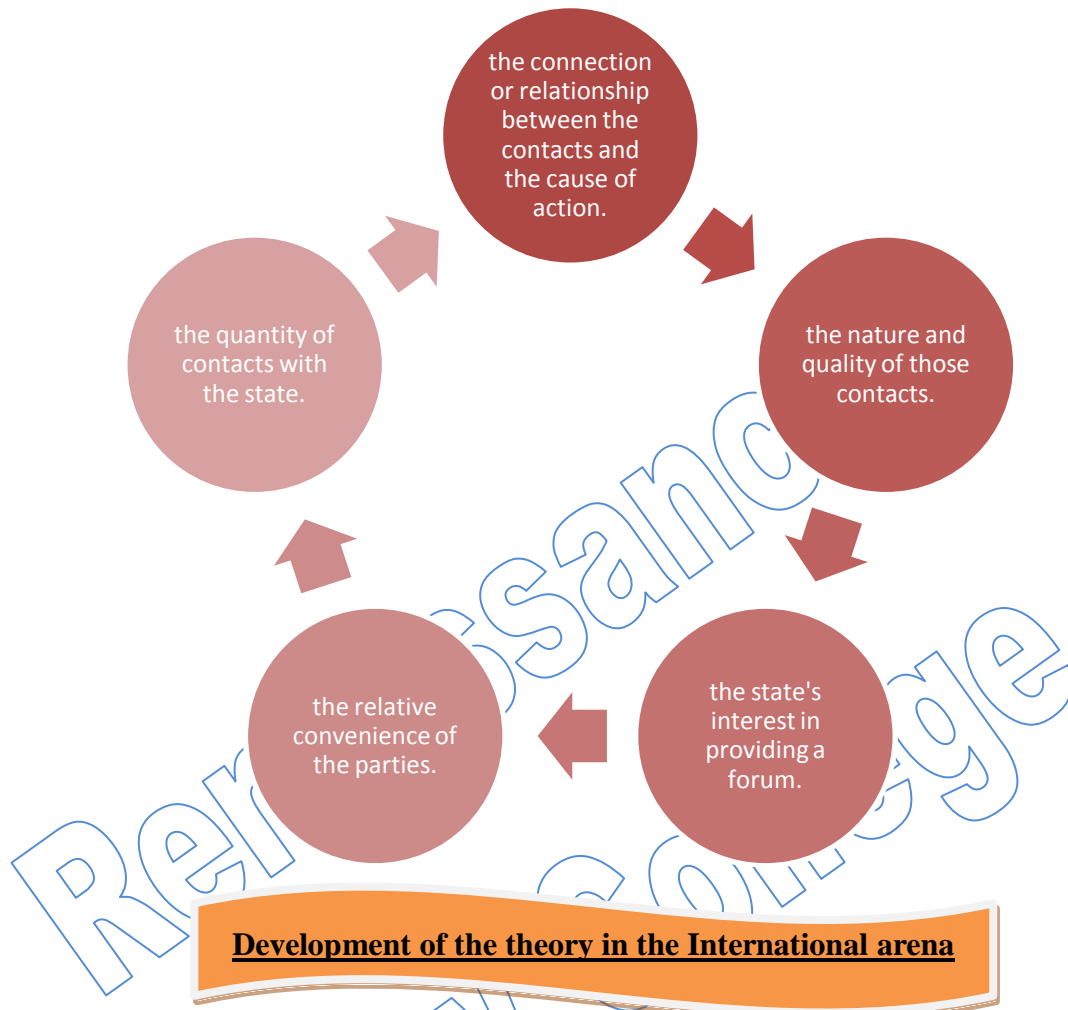 the connection
or relationship
between the
contacts and
the cause of
action.
the nature and
quality of those
contacts.
the state's
interest in
providing a
forum.
the relative
convenience of
the parties.
the quantity of
contacts with
the state.
Development of the theory in the International arena